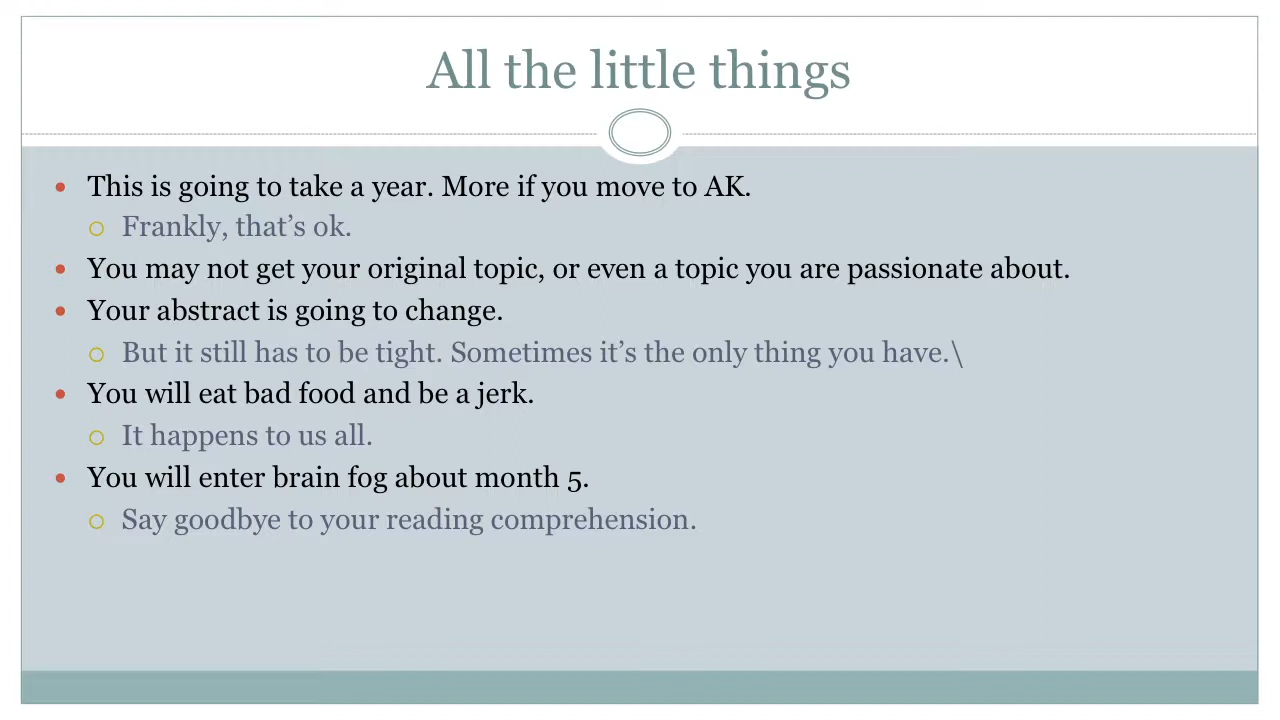 All the little things
This is going to take a year. More if you move to AK.
Frankly, that’s ok.
You may not get your original topic, or even a topic you are passionate about.
Your abstract is going to change.
But it still has to be tight. Sometimes it’s the only thing you have.\
You will eat bad food and be a jerk.
It happens to us all.
You will enter brain fog about month 5.
Say goodbye to your reading comprehension.